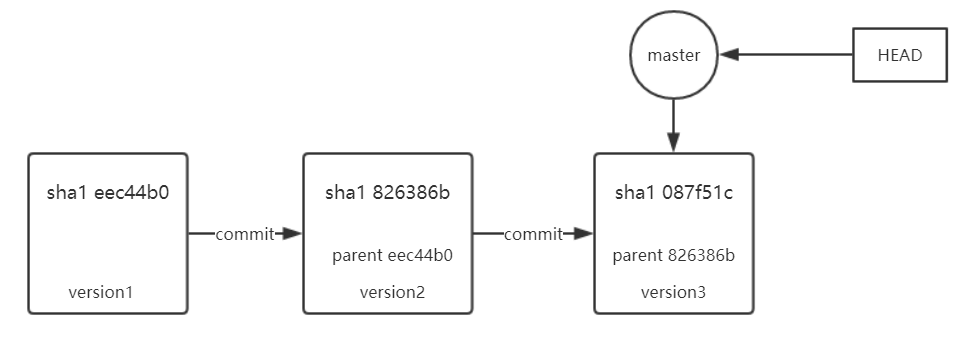 master
HEAD
sha1 eec44b0
version1
commit
sha1 826386b
parent eec44b0
version2
commit
sha1 087f51c
parent 826386b
version3